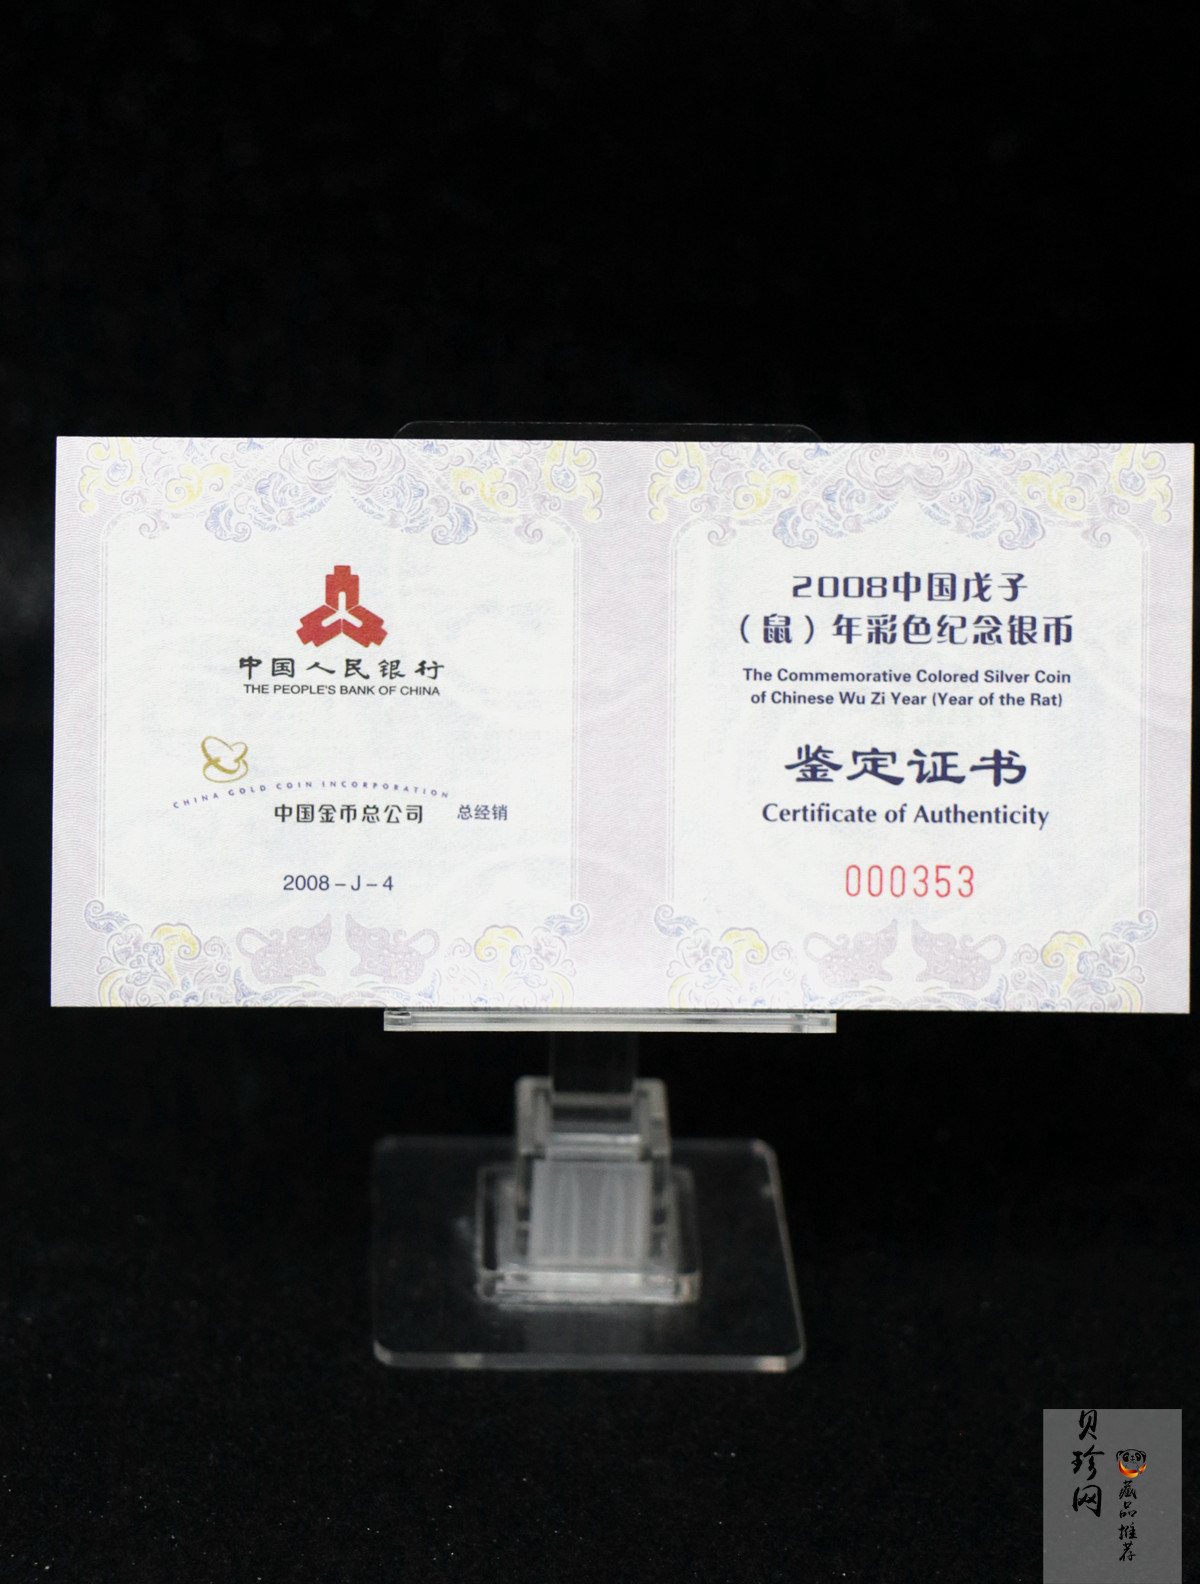 中国人民银行
THE PEOPLE'S BANK OF CHINA
CHINA GOLD COIN INCORPORATION
中国金币总公司 总经销
2008－J－4
2008中国戊子
（鼠）年彩色纪念银币
The Commemorative Colored Silver Coin
of Chinese Wu Zi Year (Year of the Rat)
鉴定证书
Certificate of Authenticity
000353
贝珍网
藏品推荐